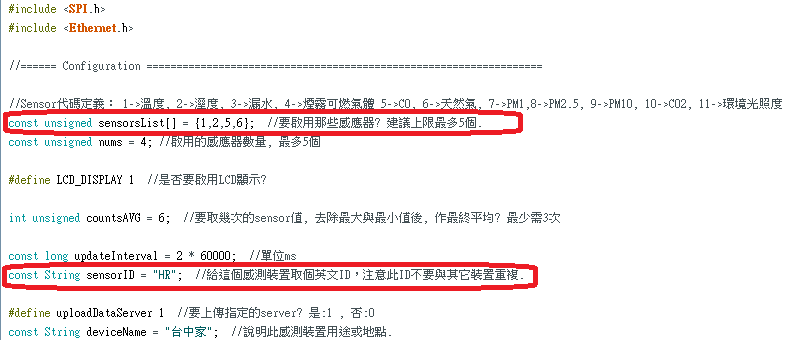 #include <SPI.h>
#include <Ethernet.h>
//====== Configuration ======================================================
//Sensor代碼定義： 1->溫度, 2->溼度, 3->漏水, 4->煙霧可燃氣體 5->CO, 6->天然氣, 7->PM1,8->PM2.5, 9->PM10, 10->CO2, 11->環境光照度
const unsigned sensorsList[] = {1,2,5,6};  //要啟用那些感應器? 建議上限最多5個.
const unsigned nums = 4; //啟用的感應器數量, 最多5個
#define LCD_DISPLAY 1  //是否要啟用LCD顯示?
int unsigned countsAVG = 6;  //要取幾次的sensor值, 去除最大與最小值後, 作最終平均? 最少需3次
const long updateInterval = 2 * 60000;  //單位ms
const String sensorID = "HR";  //給這個感測裝置取個英文ID，注意此ID不要與其它裝置重複.
#define uploadDataServer 1  //要上傳指定的server? 是:1 , 否:0
const String deviceName = "台中家";  //說明此感測裝置用途或地點.